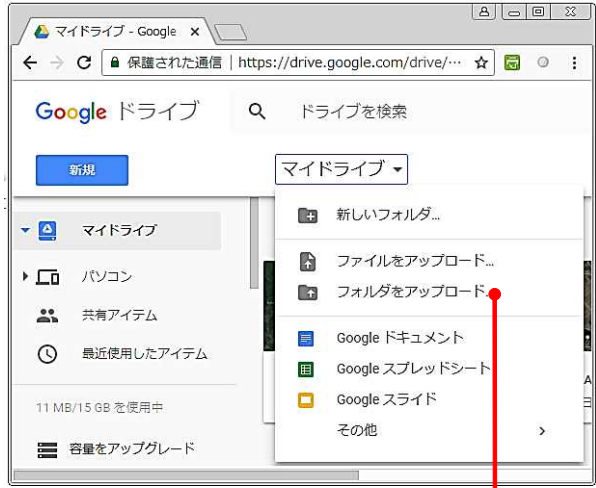 マイドライブ - Google
保護された通信 | https://drive.google.com/drive/…
Google ドライブ
ドライブを検索
新規
マイドライブ
新しいフォルダ...
マイドライブ
ファイルをアップロード...
パソコン
フォルダをアップロード..
共有アイテム
Google ドキュメント
最近使用したアイテム
Google スプレッドシート
Google スライド
11 MB/15 GB を使用中
その他
容量をアップグレード